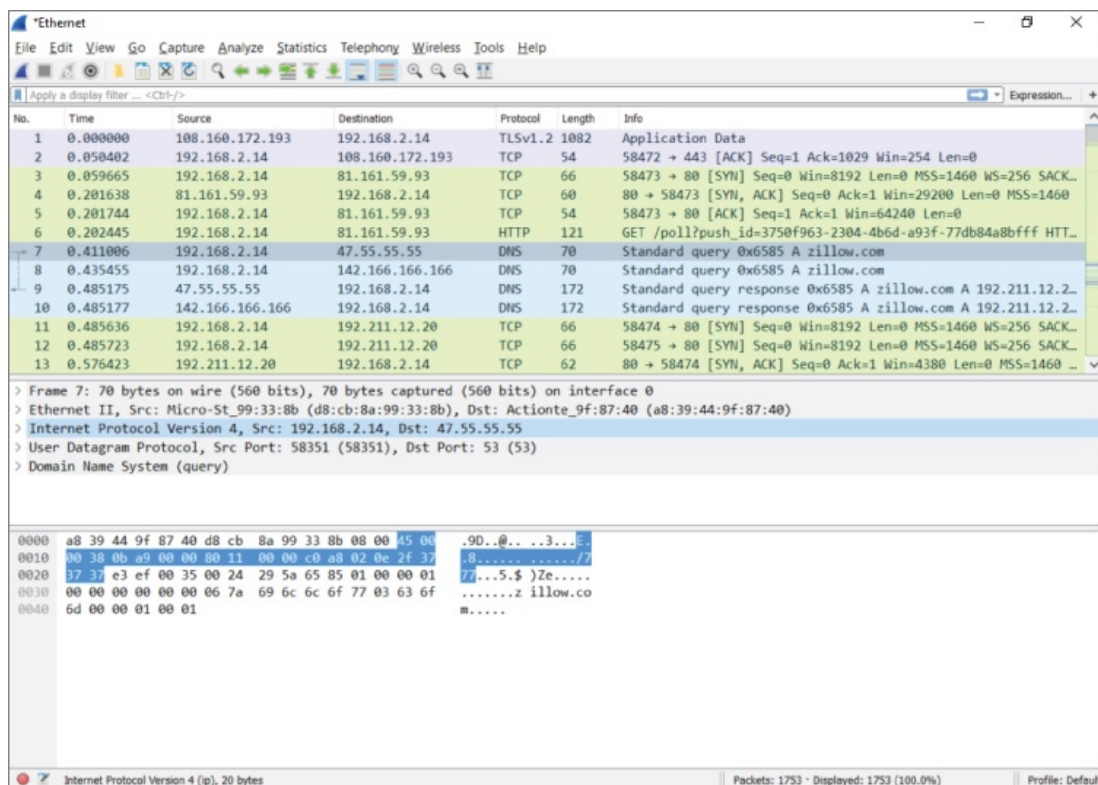 *Ethernet
File Edit View Go Capture Analyze Statistics Telephony Wireless Tools Help
Apply a display filter ... <Ctrl-/> Expression... +
No. Time Source Destination Protocol Length Info
1 0.000000 108.160.172.193 192.168.2.14 TLSv1.2 1082 Application Data
2 0.050402 192.168.2.14 108.160.172.193 TCP 54 58472 → 443 [ACK] Seq=1 Ack=1029 Win=254 Len=0
3 0.059665 192.168.2.14 81.161.59.93 TCP 66 58473 → 80 [SYN] Seq=0 Win=8192 Len=0 MSS=1460 WS=256 SACK…
4 0.201638 81.161.59.93 192.168.2.14 TCP 60 80 → 58473 [SYN, ACK] Seq=0 Ack=1 Win=29200 Len=0 MSS=1460
5 0.201744 192.168.2.14 81.161.59.93 TCP 54 58473 → 80 [ACK] Seq=1 Ack=1 Win=64240 Len=0
6 0.202445 192.168.2.14 81.161.59.93 HTTP 121 GET /poll?push_id=3750f963-2304-4b6d-a93f-77db84a8bfff HTT…
7 0.411006 192.168.2.14 47.55.55.55 DNS 70 Standard query 0x6585 A zillow.com
8 0.435455 192.168.2.14 142.166.166.166 DNS 70 Standard query 0x6585 A zillow.com
9 0.485175 47.55.55.55 192.168.2.14 DNS 172 Standard query response 0x6585 A zillow.com A 192.211.12.2…
10 0.485177 142.166.166.166 192.168.2.14 DNS 172 Standard query response 0x6585 A zillow.com A 192.211.12.2…
11 0.485636 192.168.2.14 192.211.12.20 TCP 66 58474 → 80 [SYN] Seq=0 Win=8192 Len=0 MSS=1460 WS=256 SACK…
12 0.485723 192.168.2.14 192.211.12.20 TCP 66 58475 → 80 [SYN] Seq=0 Win=8192 Len=0 MSS=1460 WS=256 SACK…
13 0.576423 192.211.12.20 192.168.2.14 TCP 62 80 → 58474 [SYN, ACK] Seq=0 Ack=1 Win=4380 Len=0 MSS=1460 …
> Frame 7: 70 bytes on wire (560 bits), 70 bytes captured (560 bits) on interface 0
> Ethernet II, Src: Micro-St_99:33:8b (d8:cb:8a:99:33:8b), Dst: Actionte_9f:87:40 (a8:39:44:9f:87:40)
> Internet Protocol Version 4, Src: 192.168.2.14, Dst: 47.55.55.55
> User Datagram Protocol, Src Port: 58351 (58351), Dst Port: 53 (53)
> Domain Name System (query)
0000 a8 39 44 9f 87 40 d8 cb 8a 99 33 8b 08 00 45 00 .9D..@.. ..3...E.
0010 00 38 0b a9 00 00 80 11 00 00 c0 a8 02 0e 2f 37 .8...... ....../7
0020 37 37 e3 ef 00 35 00 24 29 5a 65 85 01 00 00 01 77...5.$ )Ze.....
0030 00 00 00 00 00 00 06 7a 69 6c 6c 6f 77 03 63 6f .......z illow.co
0040 6d 00 00 01 00 01 m.....
Internet Protocol Version 4 (ip), 20 bytes Packets: 1753 · Displayed: 1753 (100.0%) Profile: Default